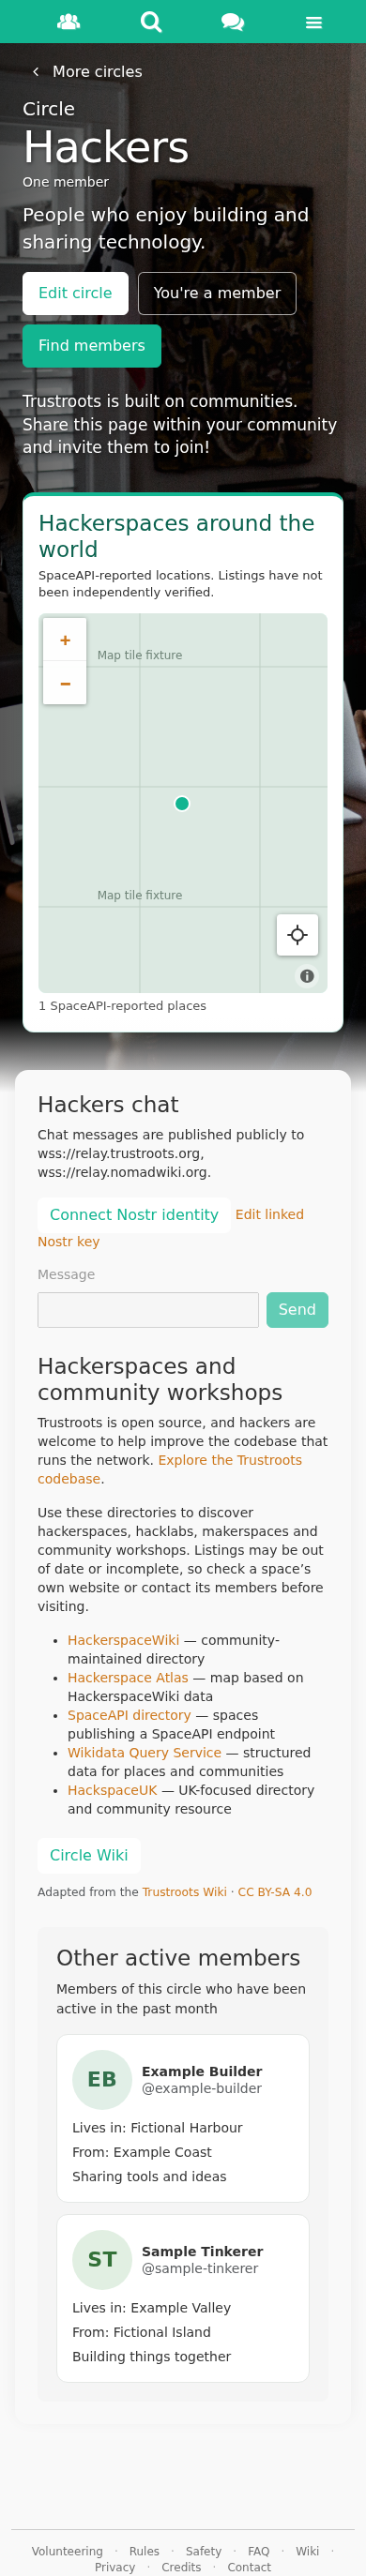 More circles
Circle
Hackers
One member
People who enjoy building and
sharing technology.
Edit circle
You're a member
Find members
Trustroots is built on communities.
Share this page within your community
and invite them to join!
Hackerspaces around the
world
SpaceAPI-reported locations. Listings have not
been independently verified.
+
Map tile fixture
−
Map tile fixture
1 SpaceAPI-reported places
Hackers chat
Chat messages are published publicly to
wss://relay.trustroots.org,
wss://relay.nomadwiki.org.
Connect Nostr identity Edit linked
Nostr key
Message
Send
Hackerspaces and
community workshops
Trustroots is open source, and hackers are
welcome to help improve the codebase that
runs the network. Explore the Trustroots
codebase.
Use these directories to discover
hackerspaces, hacklabs, makerspaces and
community workshops. Listings may be out
of date or incomplete, so check a space’s
own website or contact its members before
visiting.
• HackerspaceWiki — community-
maintained directory
• Hackerspace Atlas — map based on
HackerspaceWiki data
• SpaceAPI directory — spaces
publishing a SpaceAPI endpoint
• Wikidata Query Service — structured
data for places and communities
• HackspaceUK — UK-focused directory
and community resource
Circle Wiki
Adapted from the Trustroots Wiki · CC BY-SA 4.0
Other active members
Members of this circle who have been
active in the past month
EB
Example Builder
@example-builder
Lives in: Fictional Harbour
From: Example Coast
Sharing tools and ideas
ST
Sample Tinkerer
@sample-tinkerer
Lives in: Example Valley
From: Fictional Island
Building things together
Volunteering · Rules · Safety · FAQ · Wiki ·
Privacy · Credits · Contact